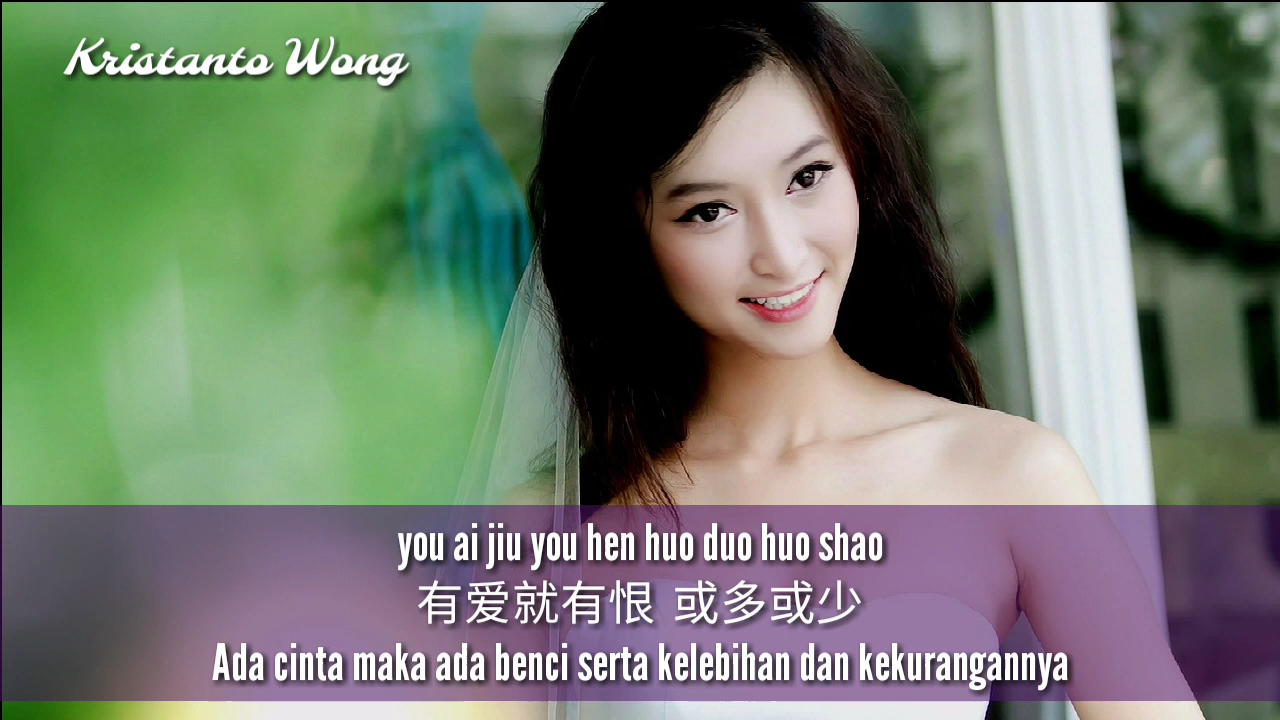 Kristanto Wong
you ai jiu you hen huo duo huo shao
有爱就有恨 或多或少
Ada cinta maka ada benci serta kelebihan dan kekurangannya